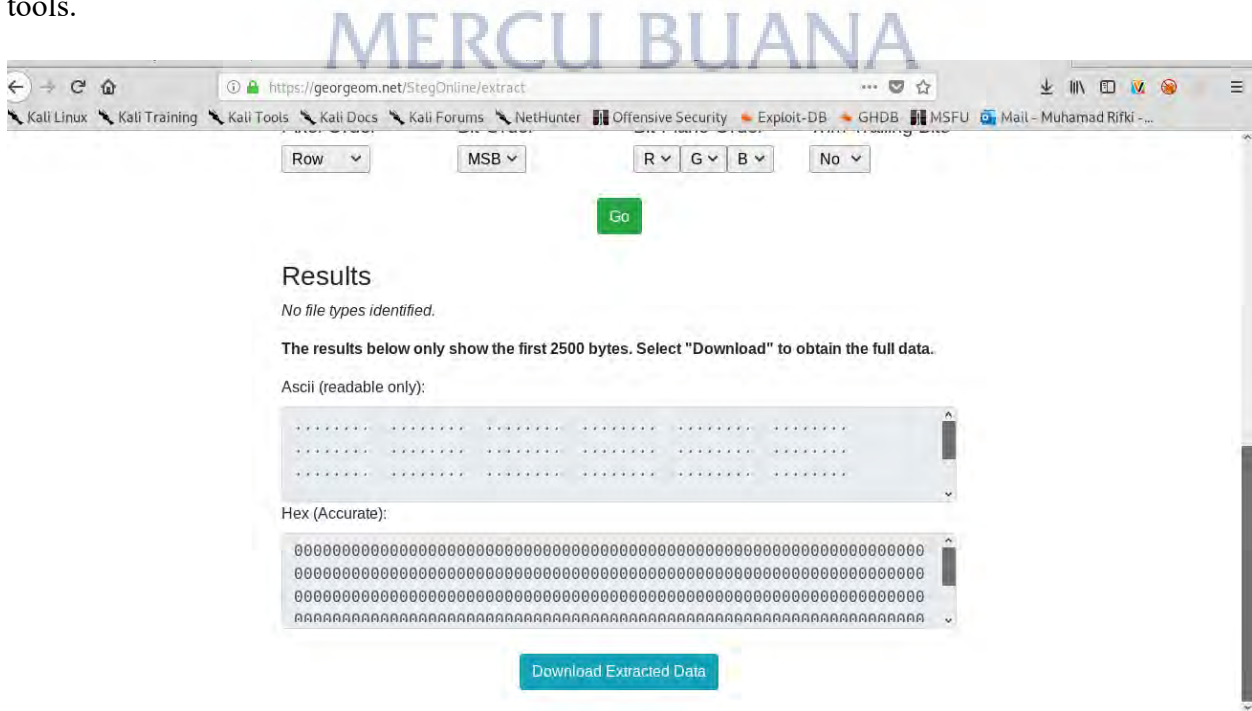 tools.
MERCU BUANA
https://georgeom.net/StegOnline/extract
Kali Linux Kali Training Kali Tools Kali Docs Kali Forums NetHunter Offensive Security Exploit-DB GHDB MSFU Mail - Muhamad Rifki -...
Row MSB R G B No
Go
Results
No file types identified.
The results below only show the first 2500 bytes. Select "Download" to obtain the full data.
Ascii (readable only):
........ ........ ........ ........ ........ ........
........ ........ ........ ........ ........ ........
........ ........ ........ ........ ........ ........
Hex (Accurate):
Download Extracted Data